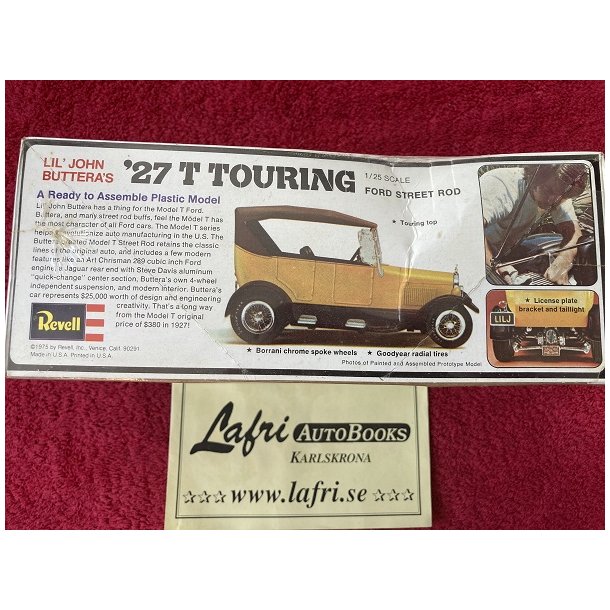 LIL' JOHN
BUTTERA'S
'27 T TOURING
1/25 SCALE
FORD STREET ROD
A Ready to Assemble Plastic Model
Lil' John Buttera has a thing for the Model T Ford.
Buttera, and many street rod buffs, feel the Model T has
the most character of all Ford cars. The Model T series
helped revolutionize auto manufacturing in the U.S. The
Buttera created Model T Street Rod retains the classic
lines of the original auto, and includes a few modern
features like an Art Chrisman 289 cubic inch Ford
engine, a Jaguar rear end with Steve Davis aluminum
"quick-change" center section, Buttera's own 4-wheel
independent suspension, and modern interior. Buttera's
car represents $25,000 worth of design and engineering
creativity. That's a long way
from the Model T original
price of $380 in 1927!
Revell
©1975 by Revell, Inc., Venice, Calif. 90291
Made in U.S.A. Printed in U.S.A.
• Touring top
• Borrani chrome spoke wheels
• Goodyear radial tires
Photos of Painted and Assembled Prototype Model
• License plate
bracket and taillight
LILJ
Lafri AUTOBOOKS
KARLSKRONA
☆☆☆ www.lafri.se ☆☆☆